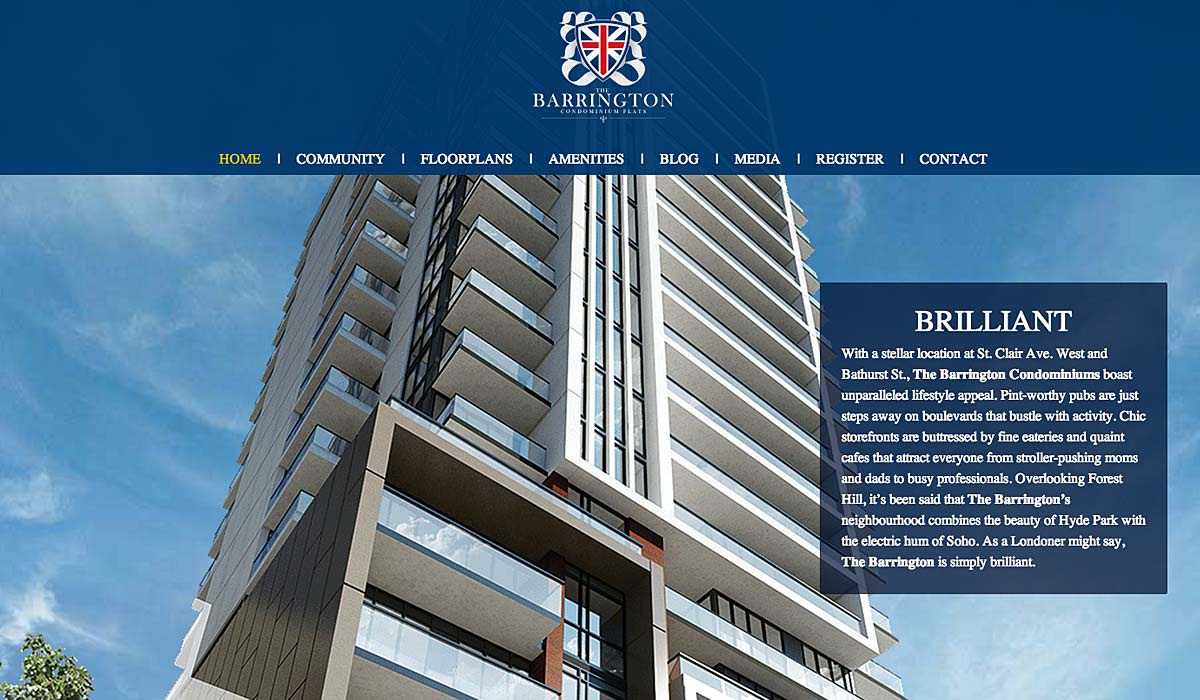 THE
BARRINGTON
CONDOMINIUM FLATS
HOME | COMMUNITY | FLOORPLANS | AMENITIES | BLOG | MEDIA | REGISTER | CONTACT
BRILLIANT
With a stellar location at St. Clair Ave. West and
Bathurst St., The Barrington Condominiums boast
unparalleled lifestyle appeal. Pint-worthy pubs are just
steps away on boulevards that bustle with activity. Chic
storefronts are buttressed by fine eateries and quaint
cafes that attract everyone from stroller-pushing moms
and dads to busy professionals. Overlooking Forest
Hill, it’s been said that The Barrington’s
neighbourhood combines the beauty of Hyde Park with
the electric hum of Soho. As a Londoner might say,
The Barrington is simply brilliant.